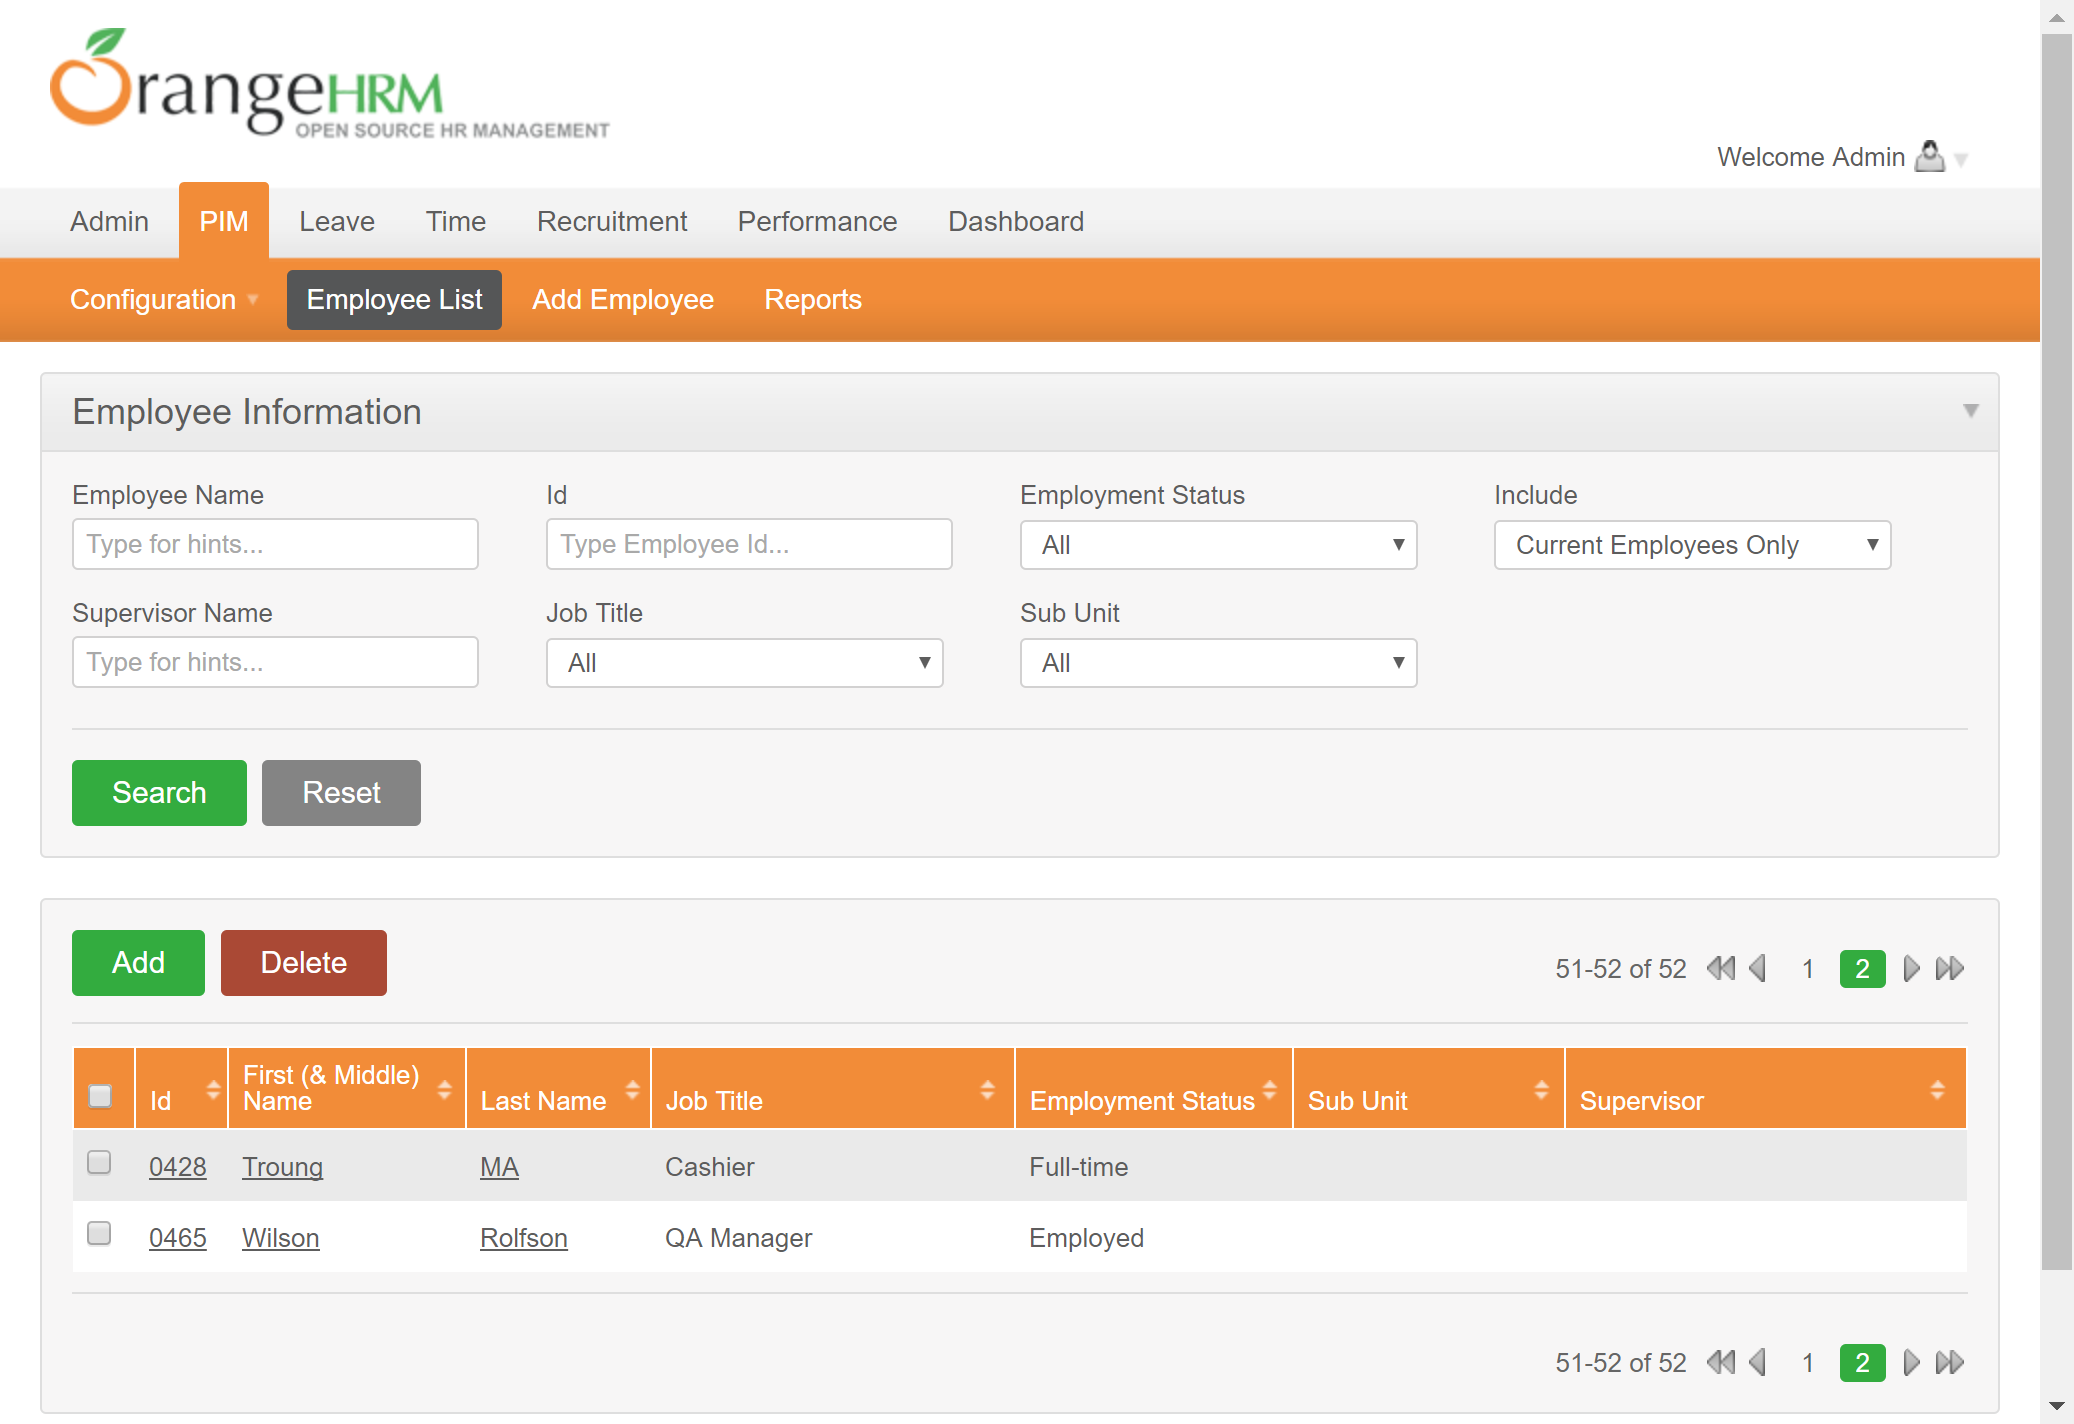 OrangeHRM
OPEN SOURCE HR MANAGEMENT
Welcome Admin
Admin PIM Leave Time Recruitment Performance Dashboard
Configuration Employee List Add Employee Reports
Employee Information
Employee Name Id Employment Status Include
Type for hints... Type Employee Id... All Current Employees Only
Supervisor Name Job Title Sub Unit
Type for hints... All All
Search Reset
Add Delete
51-52 of 52 1 2
Id First (& Middle) Name Last Name Job Title Employment Status Sub Unit Supervisor
0428 Troung MA Cashier Full-time
0465 Wilson Rolfson QA Manager Employed
51-52 of 52 1 2